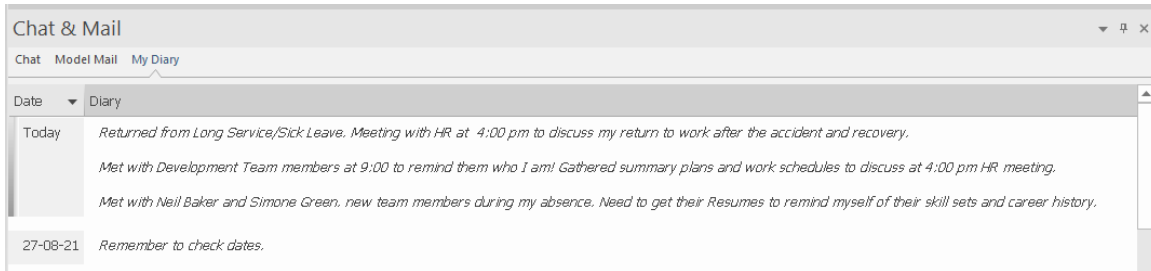 Chat & Mail
Chat Model Mail My Diary
Date Diary
Today Returned from Long Service/Sick Leave. Meeting with HR at 4:00 pm to discuss my return to work after the accident and recovery.
Met with Development Team members at 9:00 to remind them who I am! Gathered summary plans and work schedules to discuss at 4:00 pm HR meeting.
Met with Neil Baker and Simone Green, new team members during my absence. Need to get their Resumes to remind myself of their skill sets and career history.
27-08-21 Remember to check dates.